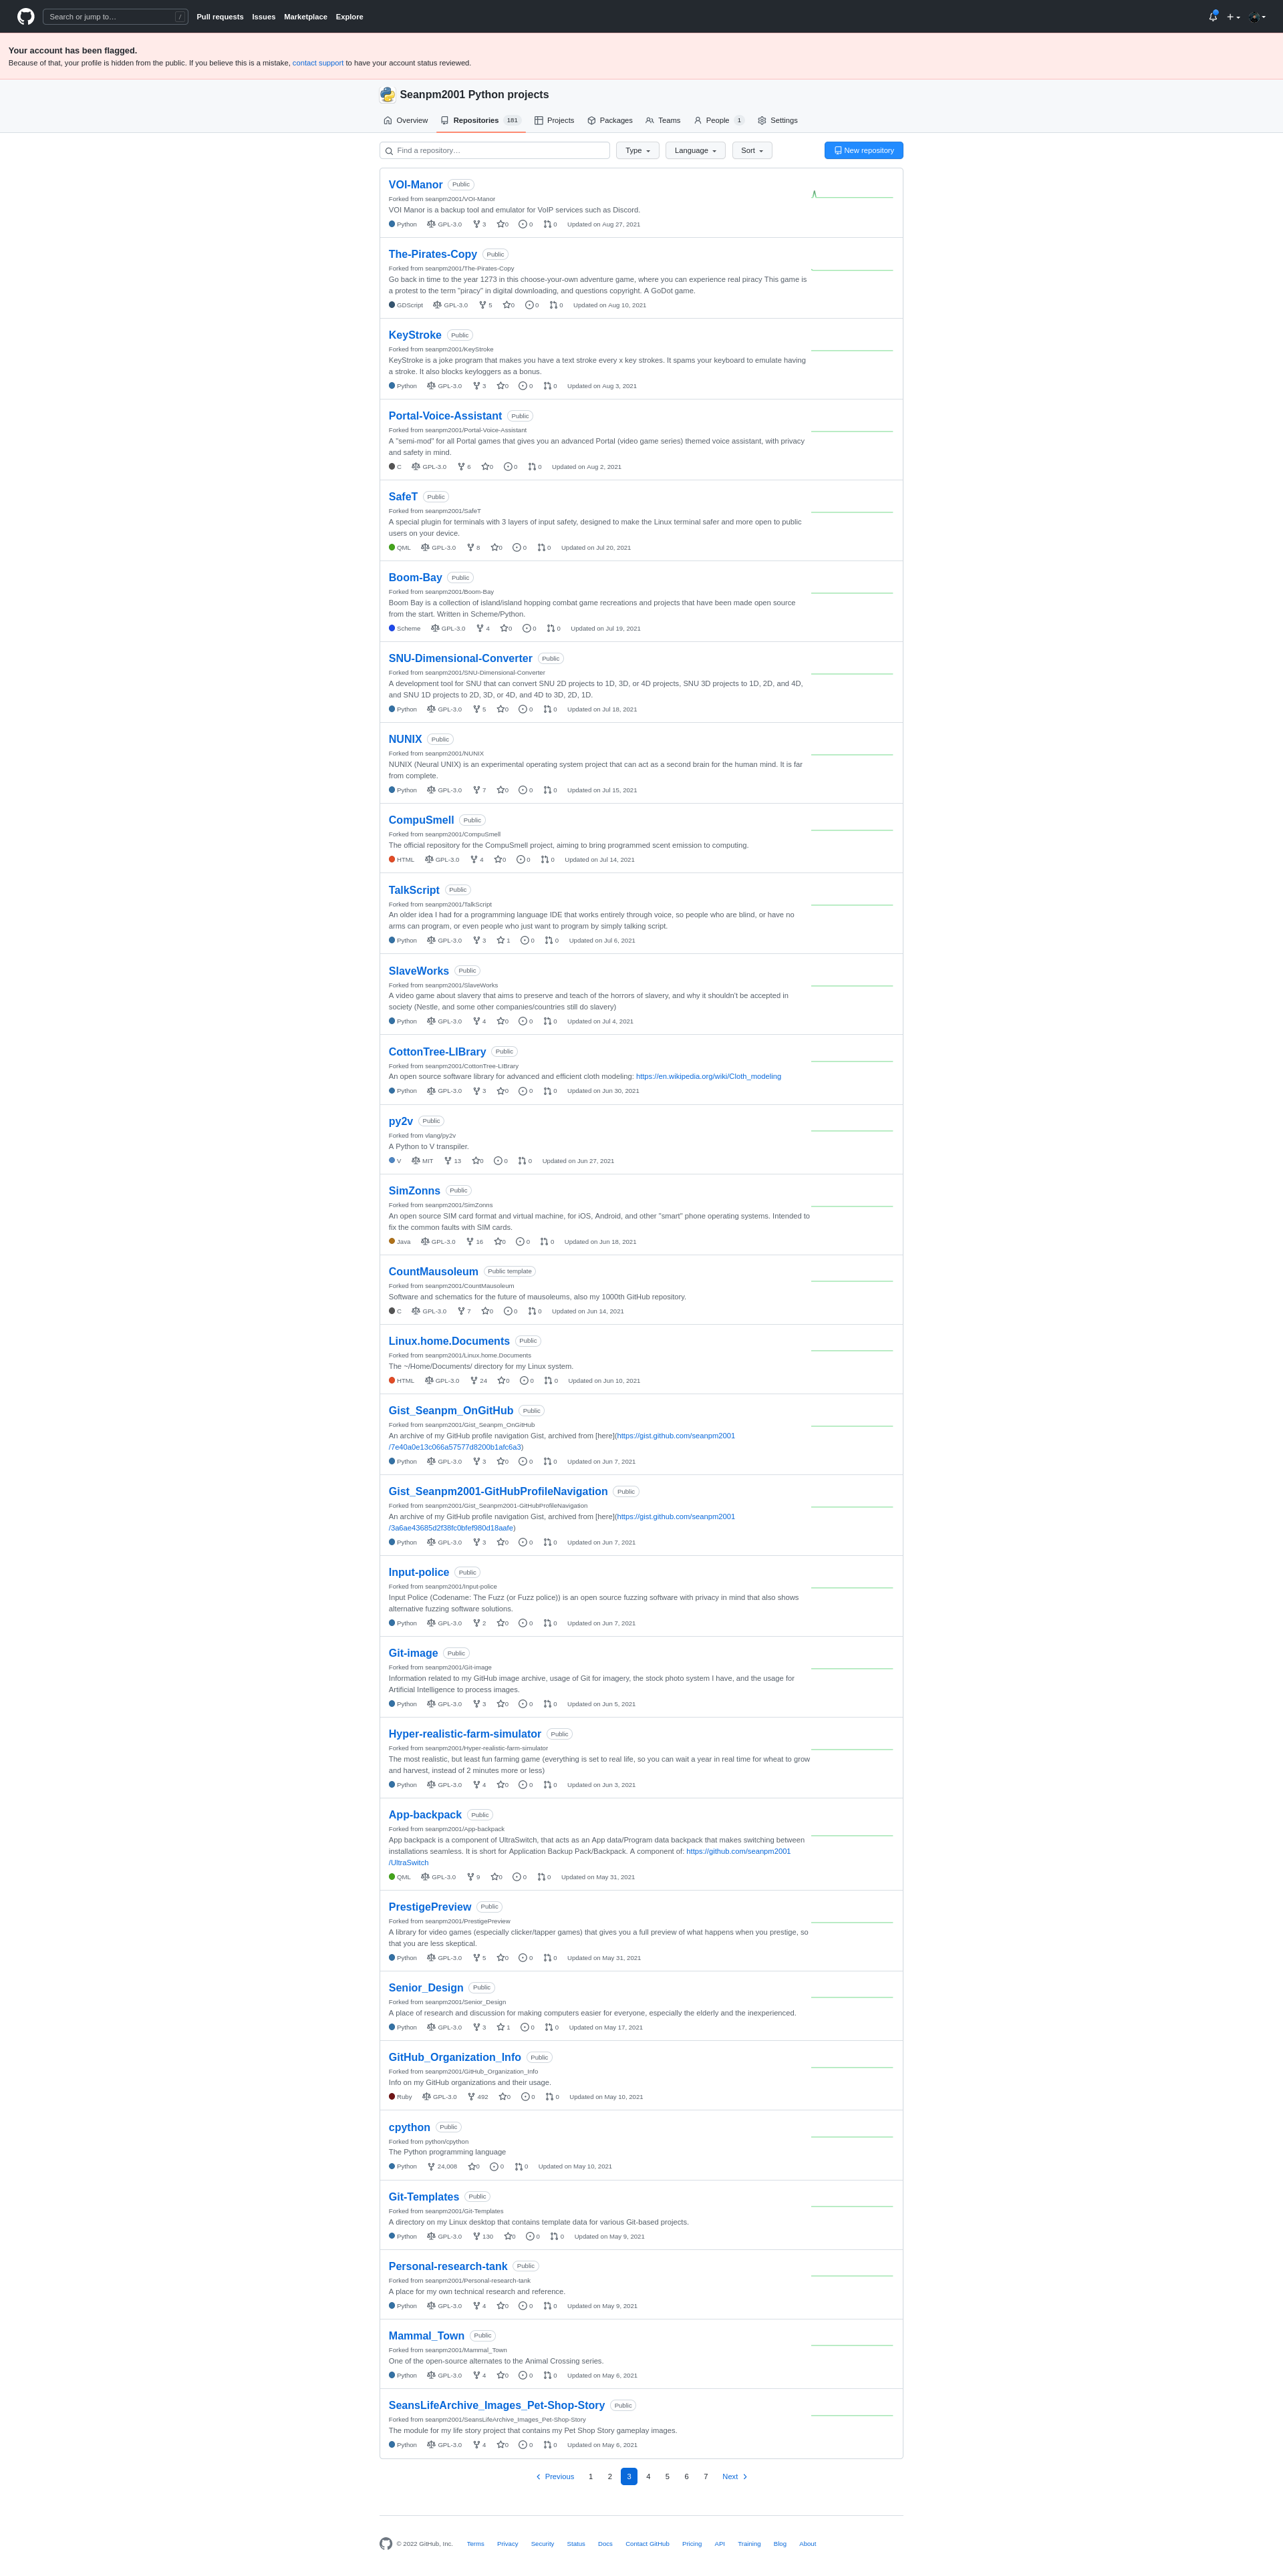 Search or jump to…
/
Pull requests Issues Marketplace Explore
Your account has been flagged.
Because of that, your profile is hidden from the public. If you believe this is a mistake, contact support to have your account status reviewed.
Seanpm2001 Python projects
Overview Repositories 181 Projects Packages Teams People 1 Settings
Find a repository… Type Language Sort New repository
VOI-Manor Public
Forked from seanpm2001/VOI-Manor
VOI Manor is a backup tool and emulator for VoIP services such as Discord.
Python GPL-3.0 3 0 0 0 Updated on Aug 27, 2021
The-Pirates-Copy Public
Forked from seanpm2001/The-Pirates-Copy
Go back in time to the year 1273 in this choose-your-own adventure game, where you can experience real piracy This game is
a protest to the term "piracy" in digital downloading, and questions copyright. A GoDot game.
GDScript GPL-3.0 5 0 0 0 Updated on Aug 10, 2021
KeyStroke Public
Forked from seanpm2001/KeyStroke
KeyStroke is a joke program that makes you have a text stroke every x key strokes. It spams your keyboard to emulate having
a stroke. It also blocks keyloggers as a bonus.
Python GPL-3.0 3 0 0 0 Updated on Aug 3, 2021
Portal-Voice-Assistant Public
Forked from seanpm2001/Portal-Voice-Assistant
A "semi-mod" for all Portal games that gives you an advanced Portal (video game series) themed voice assistant, with privacy
and safety in mind.
C GPL-3.0 6 0 0 0 Updated on Aug 2, 2021
SafeT Public
Forked from seanpm2001/SafeT
A special plugin for terminals with 3 layers of input safety, designed to make the Linux terminal safer and more open to public
users on your device.
QML GPL-3.0 8 0 0 0 Updated on Jul 20, 2021
Boom-Bay Public
Forked from seanpm2001/Boom-Bay
Boom Bay is a collection of island/island hopping combat game recreations and projects that have been made open source
from the start. Written in Scheme/Python.
Scheme GPL-3.0 4 0 0 0 Updated on Jul 19, 2021
SNU-Dimensional-Converter Public
Forked from seanpm2001/SNU-Dimensional-Converter
A development tool for SNU that can convert SNU 2D projects to 1D, 3D, or 4D projects, SNU 3D projects to 1D, 2D, and 4D,
and SNU 1D projects to 2D, 3D, or 4D, and 4D to 3D, 2D, 1D.
Python GPL-3.0 5 0 0 0 Updated on Jul 18, 2021
NUNIX Public
Forked from seanpm2001/NUNIX
NUNIX (Neural UNIX) is an experimental operating system project that can act as a second brain for the human mind. It is far
from complete.
Python GPL-3.0 7 0 0 0 Updated on Jul 15, 2021
CompuSmell Public
Forked from seanpm2001/CompuSmell
The official repository for the CompuSmell project, aiming to bring programmed scent emission to computing.
HTML GPL-3.0 4 0 0 0 Updated on Jul 14, 2021
TalkScript Public
Forked from seanpm2001/TalkScript
An older idea I had for a programming language IDE that works entirely through voice, so people who are blind, or have no
arms can program, or even people who just want to program by simply talking script.
Python GPL-3.0 3 1 0 0 Updated on Jul 6, 2021
SlaveWorks Public
Forked from seanpm2001/SlaveWorks
A video game about slavery that aims to preserve and teach of the horrors of slavery, and why it shouldn't be accepted in
society (Nestle, and some other companies/countries still do slavery)
Python GPL-3.0 4 0 0 0 Updated on Jul 4, 2021
CottonTree-LIBrary Public
Forked from seanpm2001/CottonTree-LIBrary
An open source software library for advanced and efficient cloth modeling: https://en.wikipedia.org/wiki/Cloth_modeling
Python GPL-3.0 3 0 0 0 Updated on Jun 30, 2021
py2v Public
Forked from vlang/py2v
A Python to V transpiler.
V MIT 13 0 0 0 Updated on Jun 27, 2021
SimZonns Public
Forked from seanpm2001/SimZonns
An open source SIM card format and virtual machine, for iOS, Android, and other "smart" phone operating systems. Intended to
fix the common faults with SIM cards.
Java GPL-3.0 16 0 0 0 Updated on Jun 18, 2021
CountMausoleum Public template
Forked from seanpm2001/CountMausoleum
Software and schematics for the future of mausoleums, also my 1000th GitHub repository.
C GPL-3.0 7 0 0 0 Updated on Jun 14, 2021
Linux.home.Documents Public
Forked from seanpm2001/Linux.home.Documents
The ~/Home/Documents/ directory for my Linux system.
HTML GPL-3.0 24 0 0 0 Updated on Jun 10, 2021
Gist_Seanpm_OnGitHub Public
Forked from seanpm2001/Gist_Seanpm_OnGitHub
An archive of my GitHub profile navigation Gist, archived from [here](https://gist.github.com/seanpm2001
/7e40a0e13c066a57577d8200b1afc6a3)
Python GPL-3.0 3 0 0 0 Updated on Jun 7, 2021
Gist_Seanpm2001-GitHubProfileNavigation Public
Forked from seanpm2001/Gist_Seanpm2001-GitHubProfileNavigation
An archive of my GitHub profile navigation Gist, archived from [here](https://gist.github.com/seanpm2001
/3a6ae43685d2f38fc0bfef980d18aafe)
Python GPL-3.0 3 0 0 0 Updated on Jun 7, 2021
Input-police Public
Forked from seanpm2001/Input-police
Input Police (Codename: The Fuzz (or Fuzz police)) is an open source fuzzing software with privacy in mind that also shows
alternative fuzzing software solutions.
Python GPL-3.0 2 0 0 0 Updated on Jun 7, 2021
Git-image Public
Forked from seanpm2001/Git-image
Information related to my GitHub image archive, usage of Git for imagery, the stock photo system I have, and the usage for
Artificial Intelligence to process images.
Python GPL-3.0 3 0 0 0 Updated on Jun 5, 2021
Hyper-realistic-farm-simulator Public
Forked from seanpm2001/Hyper-realistic-farm-simulator
The most realistic, but least fun farming game (everything is set to real life, so you can wait a year in real time for wheat to grow
and harvest, instead of 2 minutes more or less)
Python GPL-3.0 4 0 0 0 Updated on Jun 3, 2021
App-backpack Public
Forked from seanpm2001/App-backpack
App backpack is a component of UltraSwitch, that acts as an App data/Program data backpack that makes switching between
installations seamless. It is short for Application Backup Pack/Backpack. A component of: https://github.com/seanpm2001
/UltraSwitch
QML GPL-3.0 9 0 0 0 Updated on May 31, 2021
PrestigePreview Public
Forked from seanpm2001/PrestigePreview
A library for video games (especially clicker/tapper games) that gives you a full preview of what happens when you prestige, so
that you are less skeptical.
Python GPL-3.0 5 0 0 0 Updated on May 31, 2021
Senior_Design Public
Forked from seanpm2001/Senior_Design
A place of research and discussion for making computers easier for everyone, especially the elderly and the inexperienced.
Python GPL-3.0 3 1 0 0 Updated on May 17, 2021
GitHub_Organization_Info Public
Forked from seanpm2001/GitHub_Organization_Info
Info on my GitHub organizations and their usage.
Ruby GPL-3.0 492 0 0 0 Updated on May 10, 2021
cpython Public
Forked from python/cpython
The Python programming language
Python 24,008 0 0 0 Updated on May 10, 2021
Git-Templates Public
Forked from seanpm2001/Git-Templates
A directory on my Linux desktop that contains template data for various Git-based projects.
Python GPL-3.0 130 0 0 0 Updated on May 9, 2021
Personal-research-tank Public
Forked from seanpm2001/Personal-research-tank
A place for my own technical research and reference.
Python GPL-3.0 4 0 0 0 Updated on May 9, 2021
Mammal_Town Public
Forked from seanpm2001/Mammal_Town
One of the open-source alternates to the Animal Crossing series.
Python GPL-3.0 4 0 0 0 Updated on May 6, 2021
SeansLifeArchive_Images_Pet-Shop-Story Public
Forked from seanpm2001/SeansLifeArchive_Images_Pet-Shop-Story
The module for my life story project that contains my Pet Shop Story gameplay images.
Python GPL-3.0 4 0 0 0 Updated on May 6, 2021
Previous 1 2 3 4 5 6 7 Next
© 2022 GitHub, Inc. Terms Privacy Security Status Docs Contact GitHub Pricing API Training Blog About